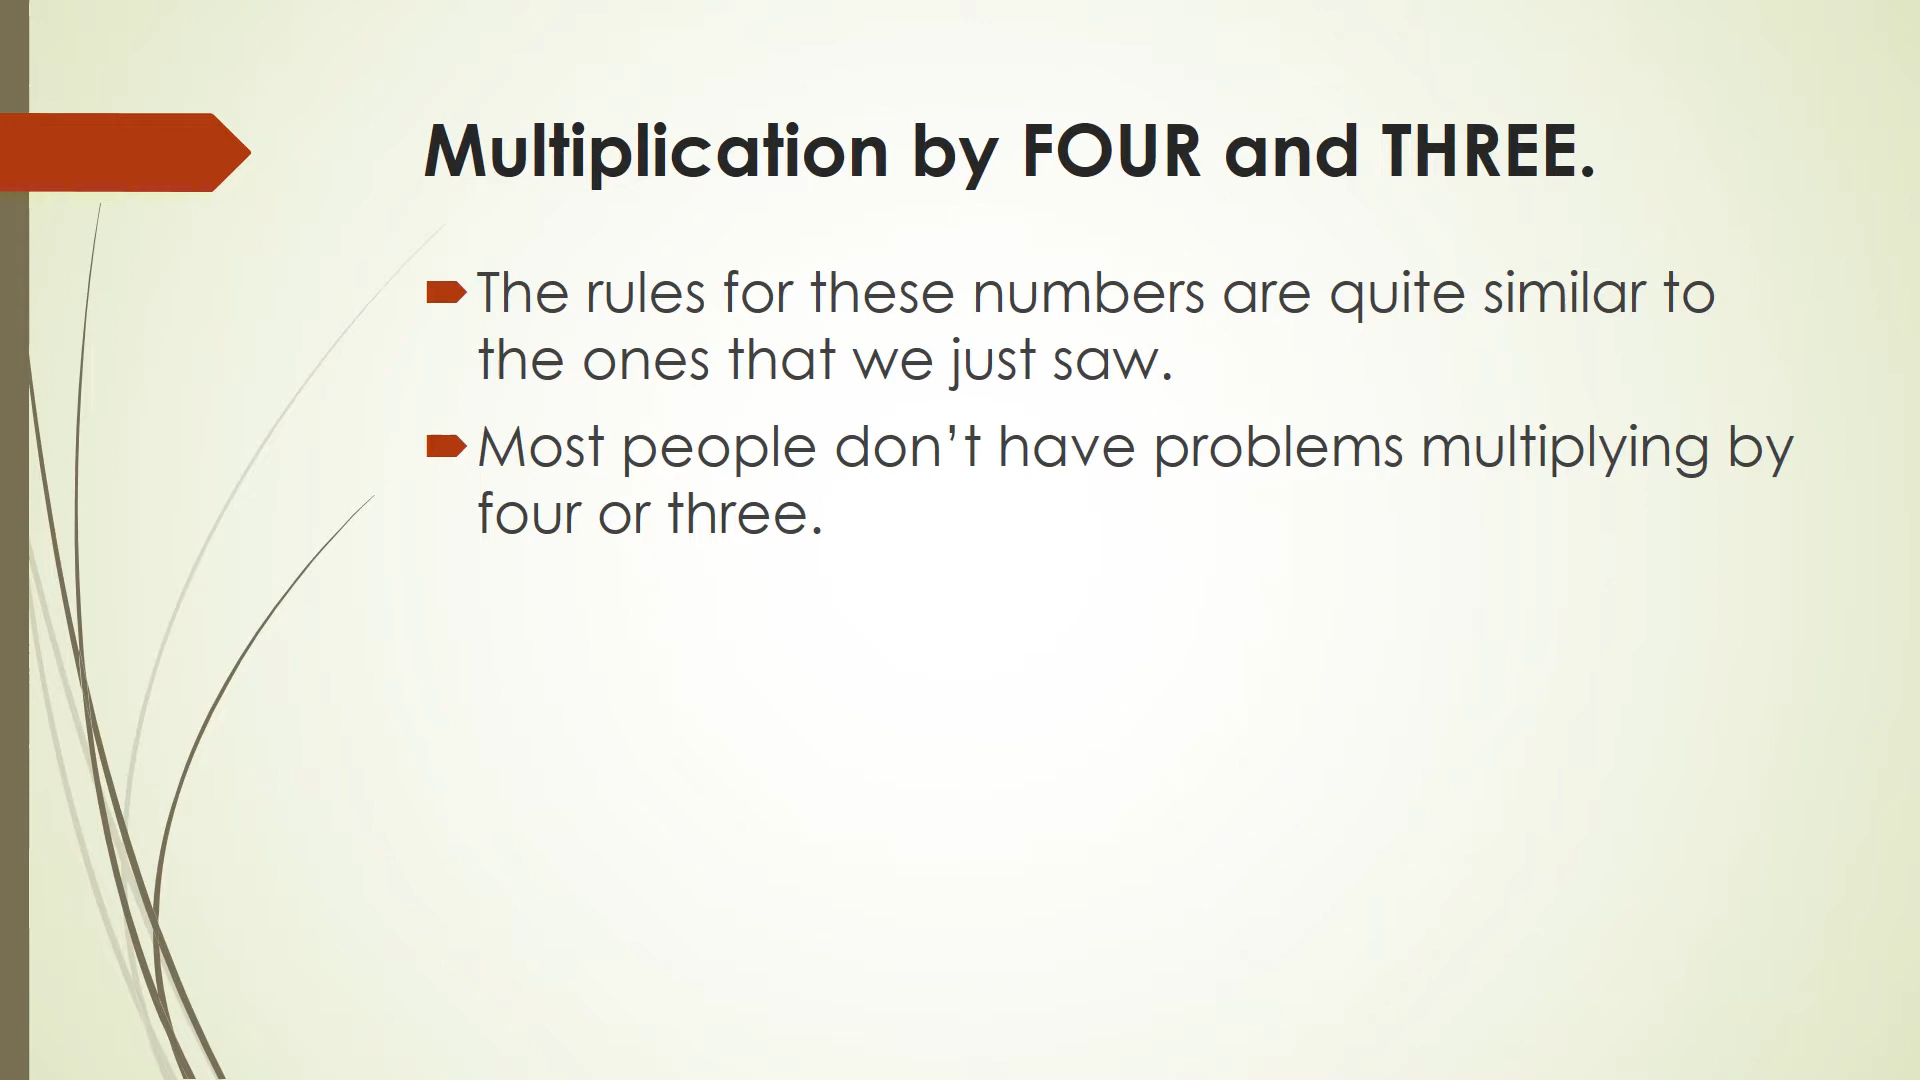 Multiplication by FOUR and THREE.
The rules for these numbers are quite similar to
the ones that we just saw.
Most people don’t have problems multiplying by
four or three.